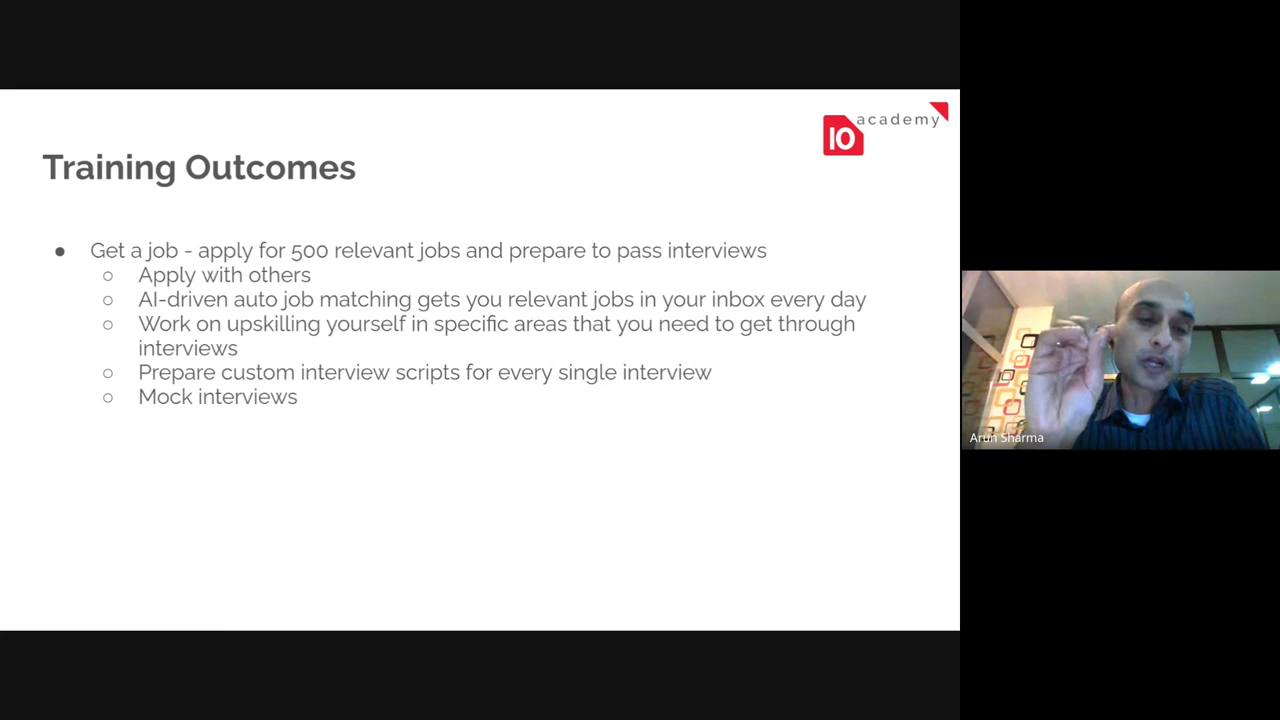 10 academy
Training Outcomes
● Get a job - apply for 500 relevant jobs and prepare to pass interviews
○ Apply with others
○ AI-driven auto job matching gets you relevant jobs in your inbox every day
○ Work on upskilling yourself in specific areas that you need to get through
interviews
○ Prepare custom interview scripts for every single interview
○ Mock interviews
Arun Sharma